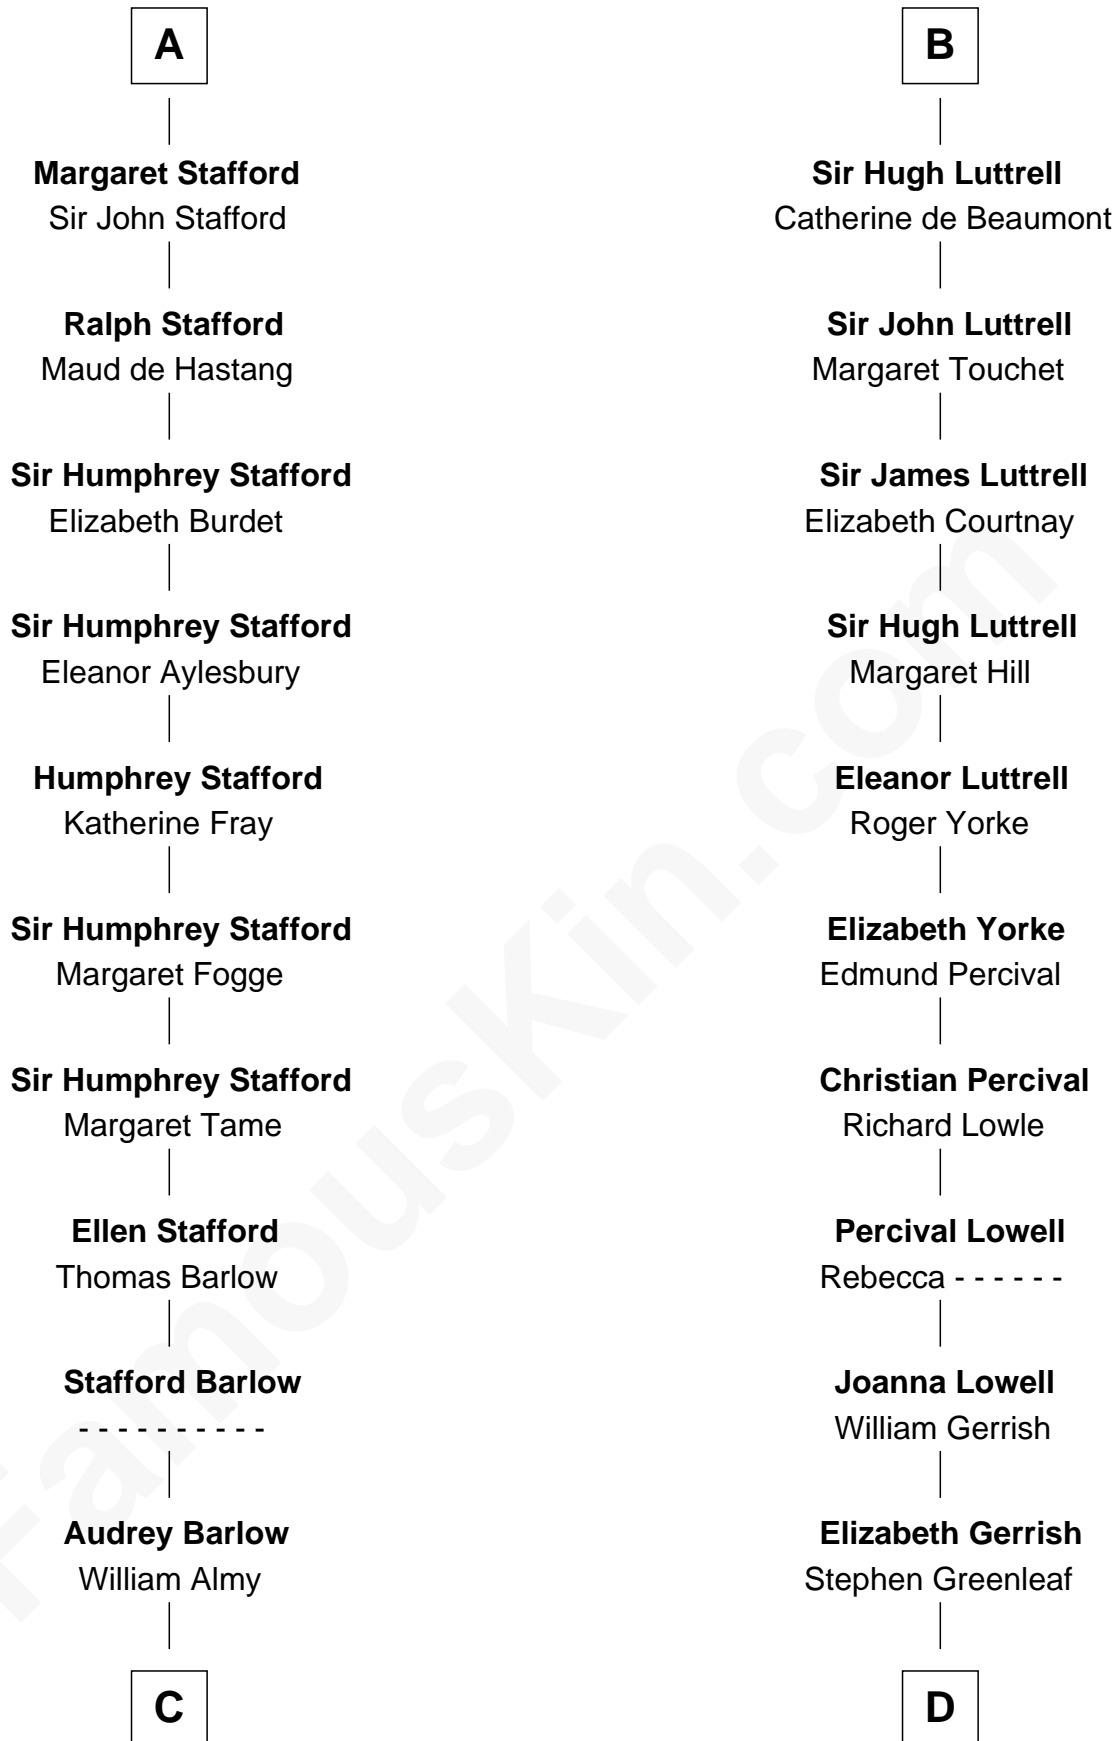 A
Margaret Stafford
Sir John Stafford
Ralph Stafford
Maud de Hastang
Sir Humphrey Stafford
Elizabeth Burdet
Sir Humphrey Stafford
Eleanor Aylesbury
Humphrey Stafford
Katherine Fray
Sir Humphrey Stafford
Margaret Fogge
Sir Humphrey Stafford
Margaret Tame
Ellen Stafford
Thomas Barlow
Stafford Barlow
- - - - - - - - - -
Audrey Barlow
William Almy
C
B
Sir Hugh Luttrell
Catherine de Beaumont
Sir John Luttrell
Margaret Touchet
Sir James Luttrell
Elizabeth Courtnay
Sir Hugh Luttrell
Margaret Hill
Eleanor Luttrell
Roger Yorke
Elizabeth Yorke
Edmund Percival
Christian Percival
Richard Lowle
Percival Lowell
Rebecca - - - - - -
Joanna Lowell
William Gerrish
Elizabeth Gerrish
Stephen Greenleaf
D
FamousKin.com